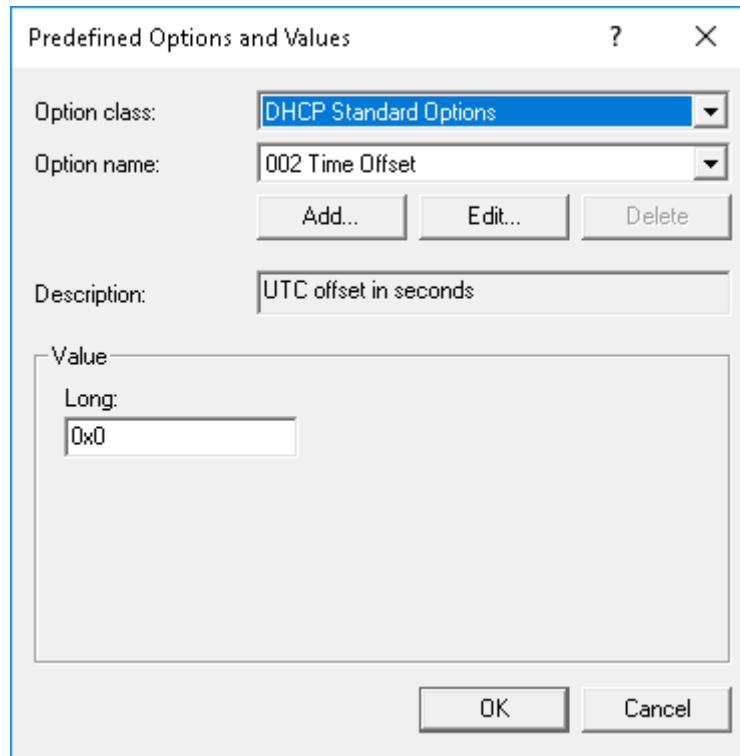 Predefined Options and Values ?
Option class: DHCP Standard Options
Option name: 002 Time Offset
Add... Edit... Delete
Description: UTC offset in seconds
Value
Long:
0x0
OK Cancel